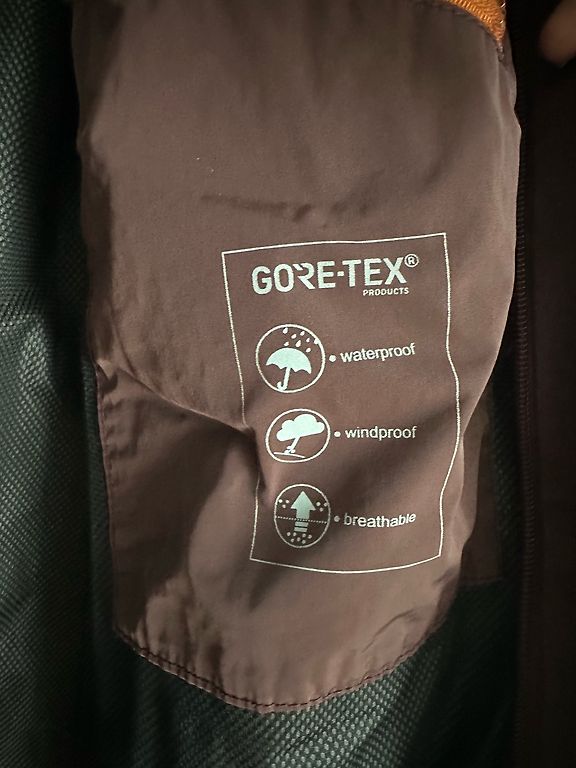 GORE-TEX®
PRODUCTS
• waterproof
• windproof
• breathable